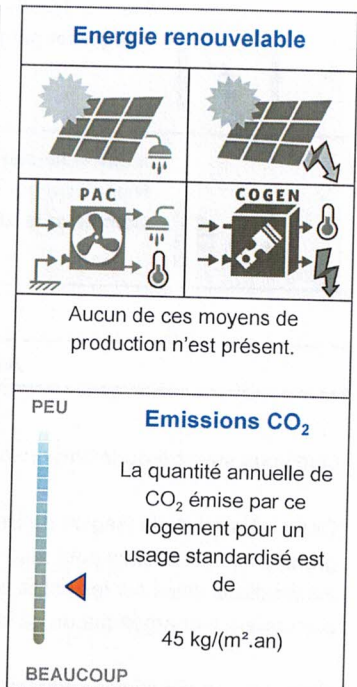 Energie renouvelable
PAC
COGEN
Aucun de ces moyens de
production n'est présent.
PEU
Emissions CO₂
La quantité annuelle de
CO₂ émise par ce
logement pour un
usage standardisé est
de
45 kg/(m².an)
BEAUCOUP